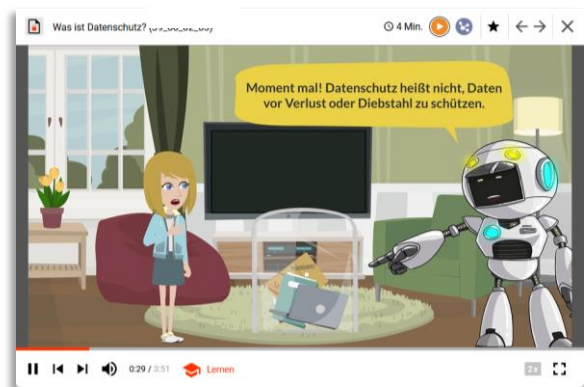 Was ist Datenschutz?
4 Min.
Moment mal! Datenschutz heißt nicht, Daten
vor Verlust oder Diebstahl zu schützen.
0:29 / 3:51
Lernen
2x